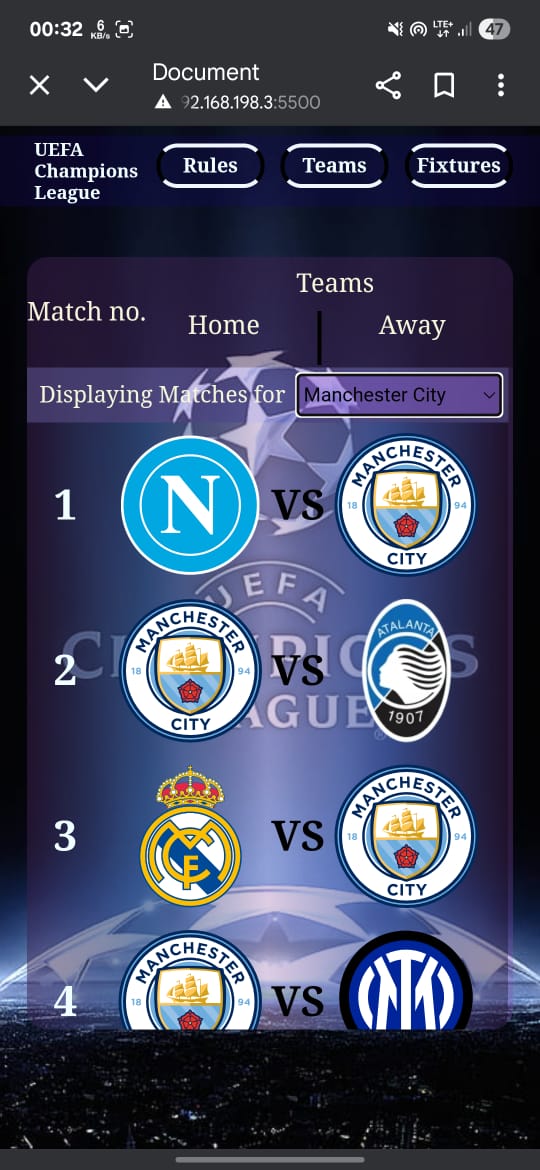 00:32 6 KB/s LTE+ 47
Document
92.168.198.3:5500
UEFA
Champions
League
Rules Teams Fixtures
Teams
Match no.
Home Away
Displaying Matches for Manchester City
1 N VS MANCHESTER 18 94 CITY
UEFA
2 MANCHESTER 18 94 CITY VS ATALANTA 1907
3 VS MANCHESTER 18 94 CITY
4 MANCHESTER 18 94 VS